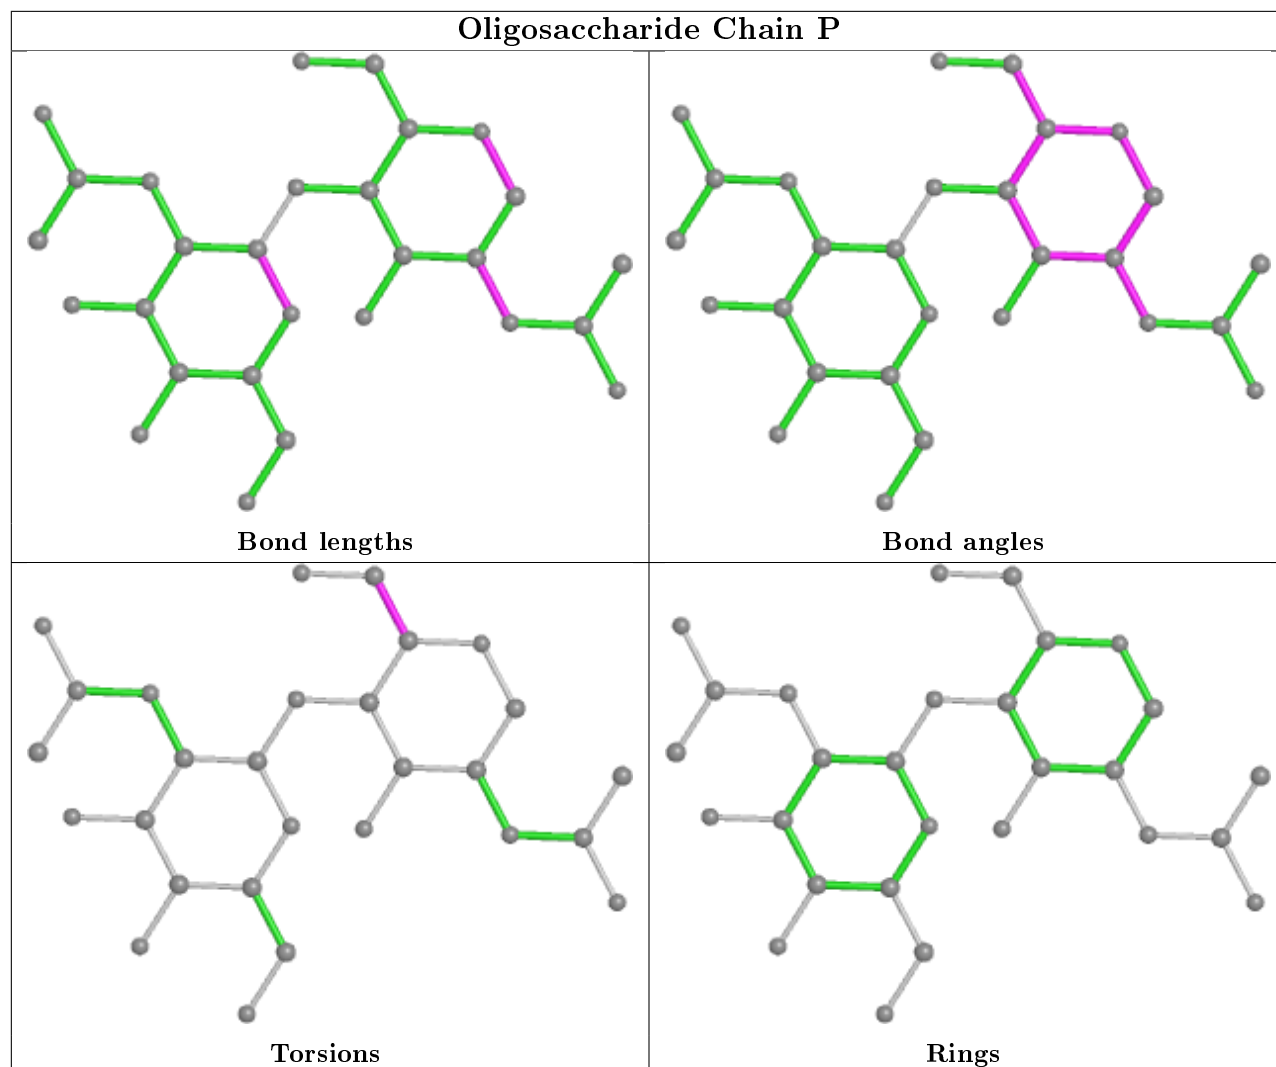 Oligosaccharide Chain P
Bond lengths
Bond angles
Torsions
Rings